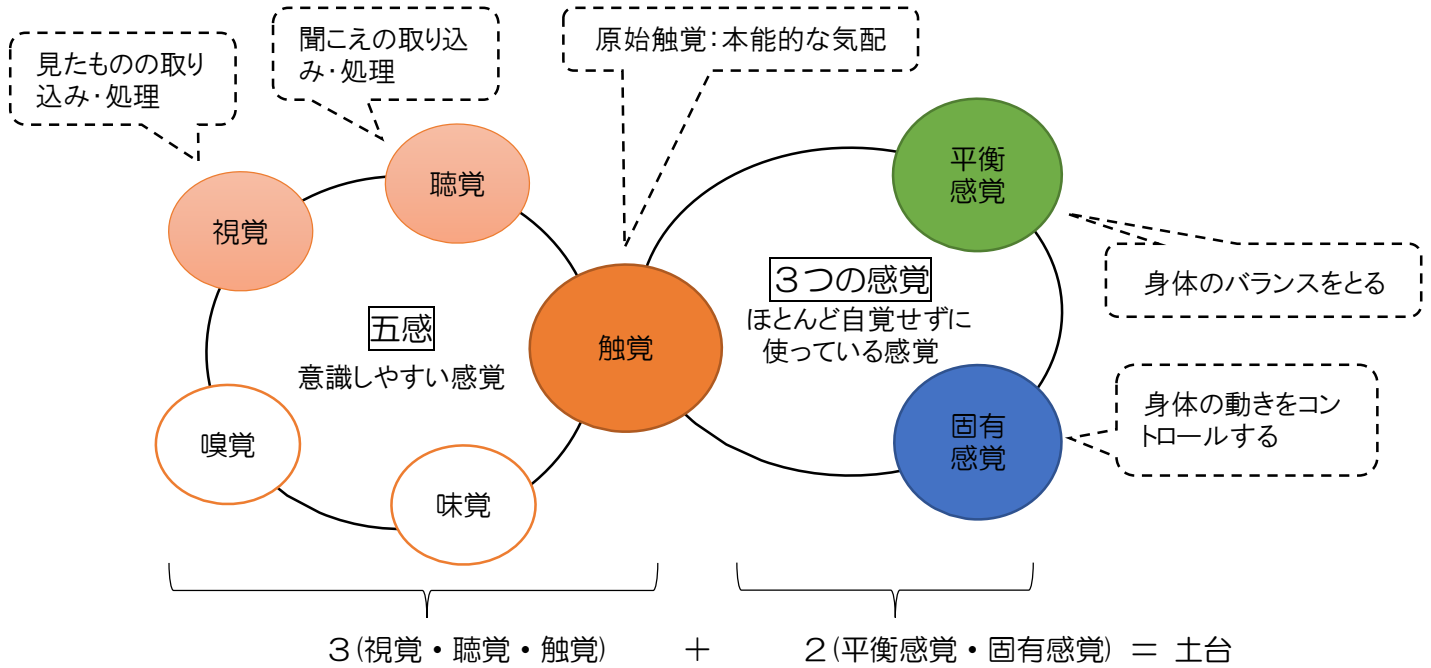 見たものの取り
込み・処理
聞こえの取り込
み・処理
原始触覚：本能的な気配
視覚
聴覚
五感
意識しやすい感覚
嗅覚
味覚
触覚
平衡
感覚
３つの感覚
ほとんど自覚せずに
使っている感覚
固有
感覚
身体のバランスをとる
身体の動きをコン
トロールする
３(視覚・聴覚・触覚)　＋　２(平衡感覚・固有感覚) ＝ 土台